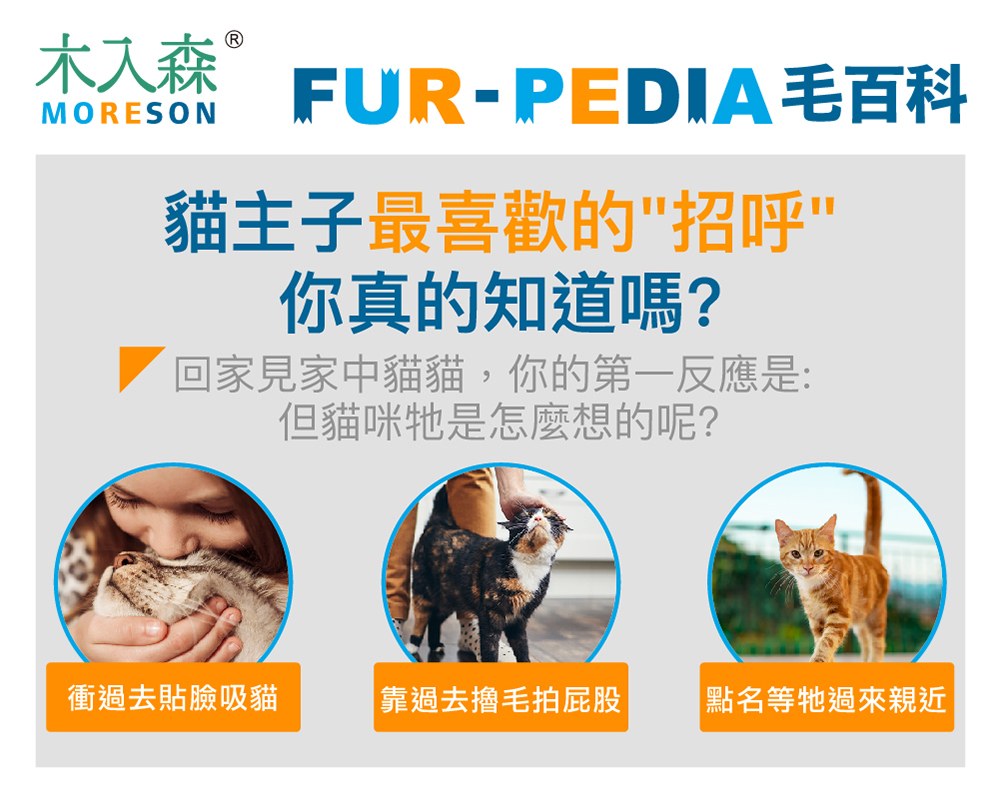 木入森®
MORESON
FUR-PEDIA毛百科
貓主子最喜歡的"招呼"
你真的知道嗎?
回家見家中貓貓，你的第一反應是:
但貓咪牠是怎麼想的呢?
衝過去貼臉吸貓
靠過去擼毛拍屁股
點名等牠過來親近